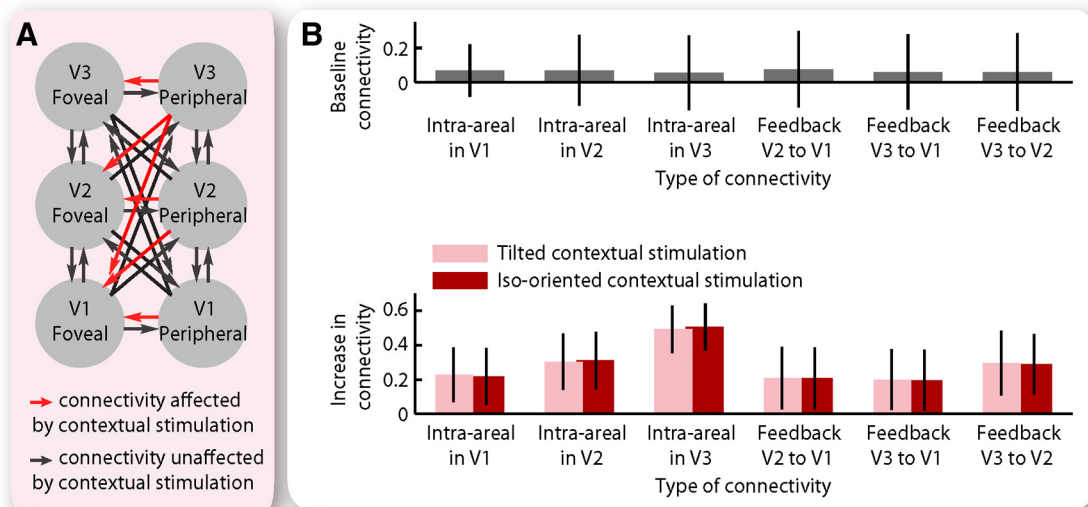 A
V3
Foveal
V3
Peripheral
V2
Foveal
V2
Peripheral
V1
Foveal
V1
Peripheral
connectivity affected
by contextual stimulation
connectivity unaffected
by contextual stimulation
B
Baseline
connectivity
0.2
0
Intra-areal
in V1
Intra-areal
in V2
Intra-areal
in V3
Feedback
V2 to V1
Feedback
V3 to V1
Feedback
V3 to V2
Type of connectivity
Tilted contextual stimulation
Iso-oriented contextual stimulation
Increase in
connectivity
0.6
0.4
0.2
0
Intra-areal
in V1
Intra-areal
in V2
Intra-areal
in V3
Feedback
V2 to V1
Feedback
V3 to V1
Feedback
V3 to V2
Type of connectivity